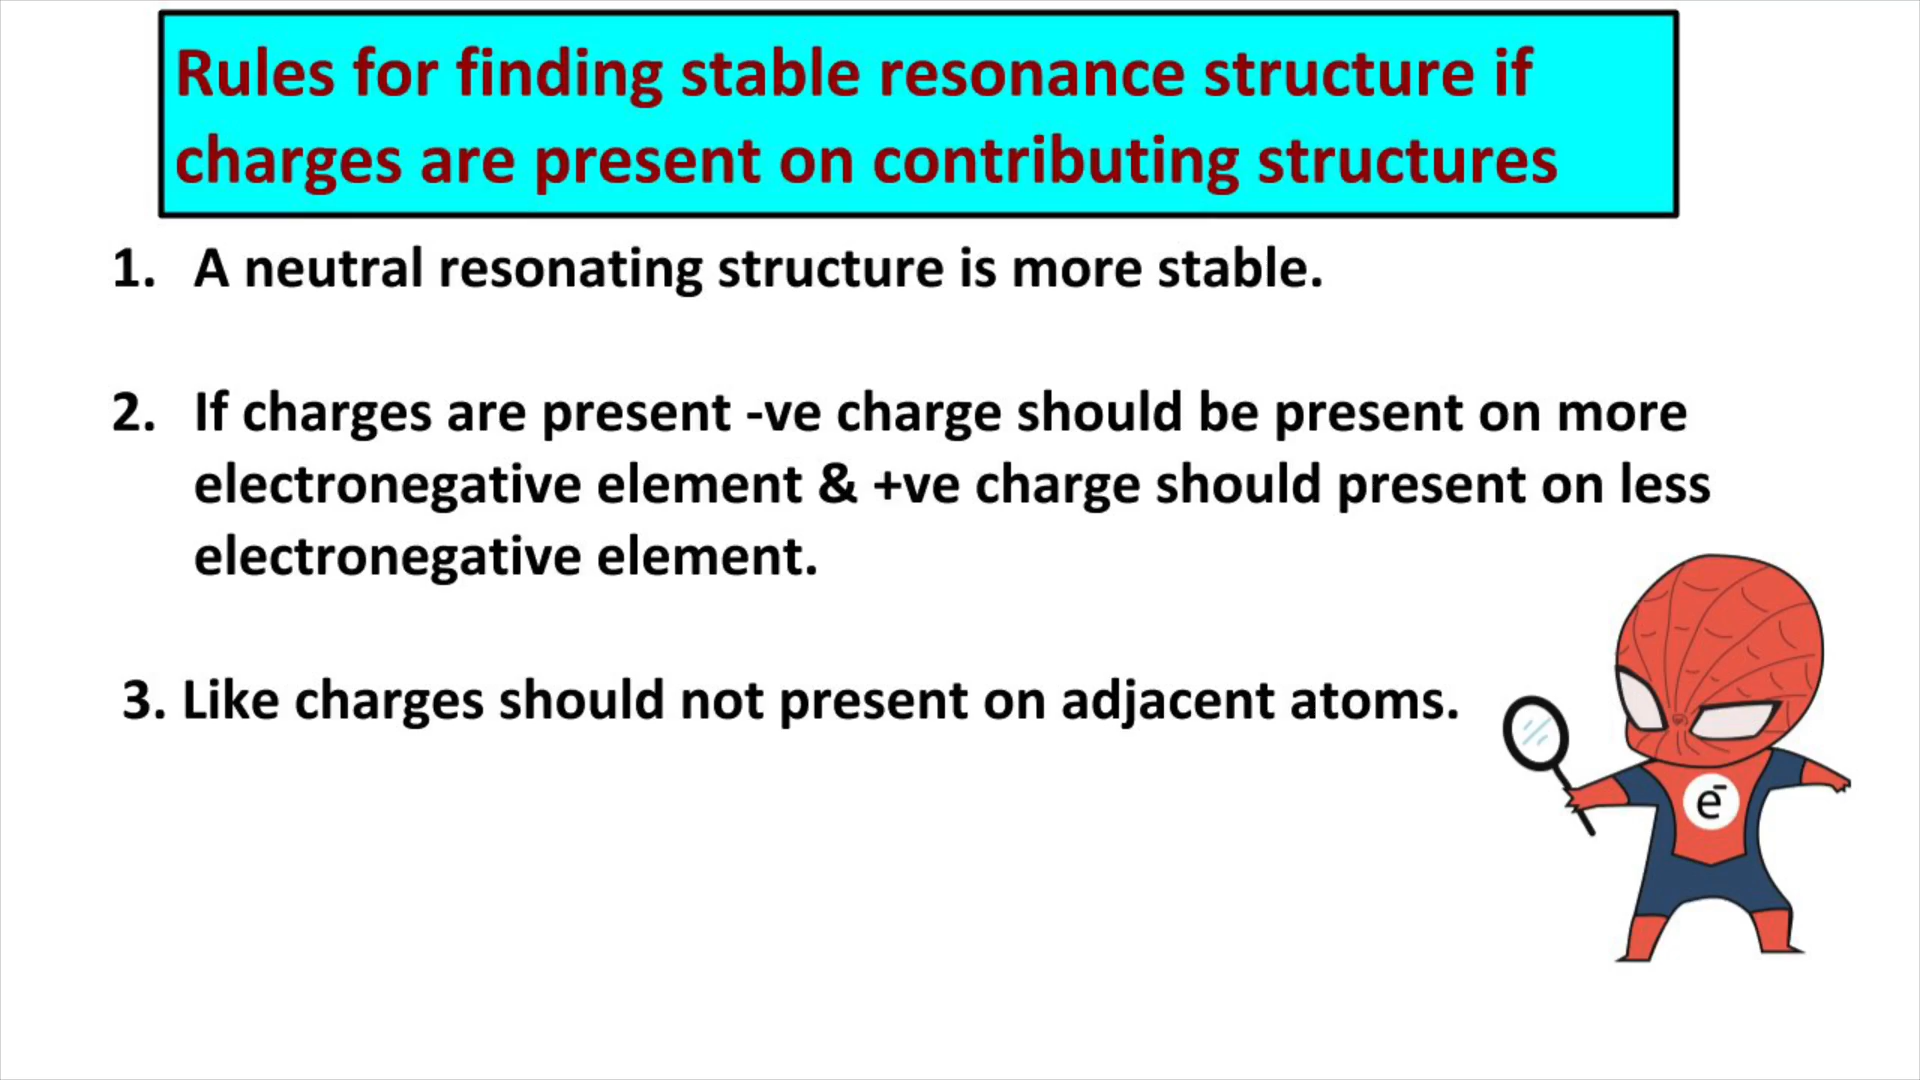 Rules for finding stable resonance structure if
charges are present on contributing structures
1. A neutral resonating structure is more stable.
2. If charges are present -ve charge should be present on more
electronegative element & +ve charge should present on less
electronegative element.
3. Like charges should not present on adjacent atoms.
ē